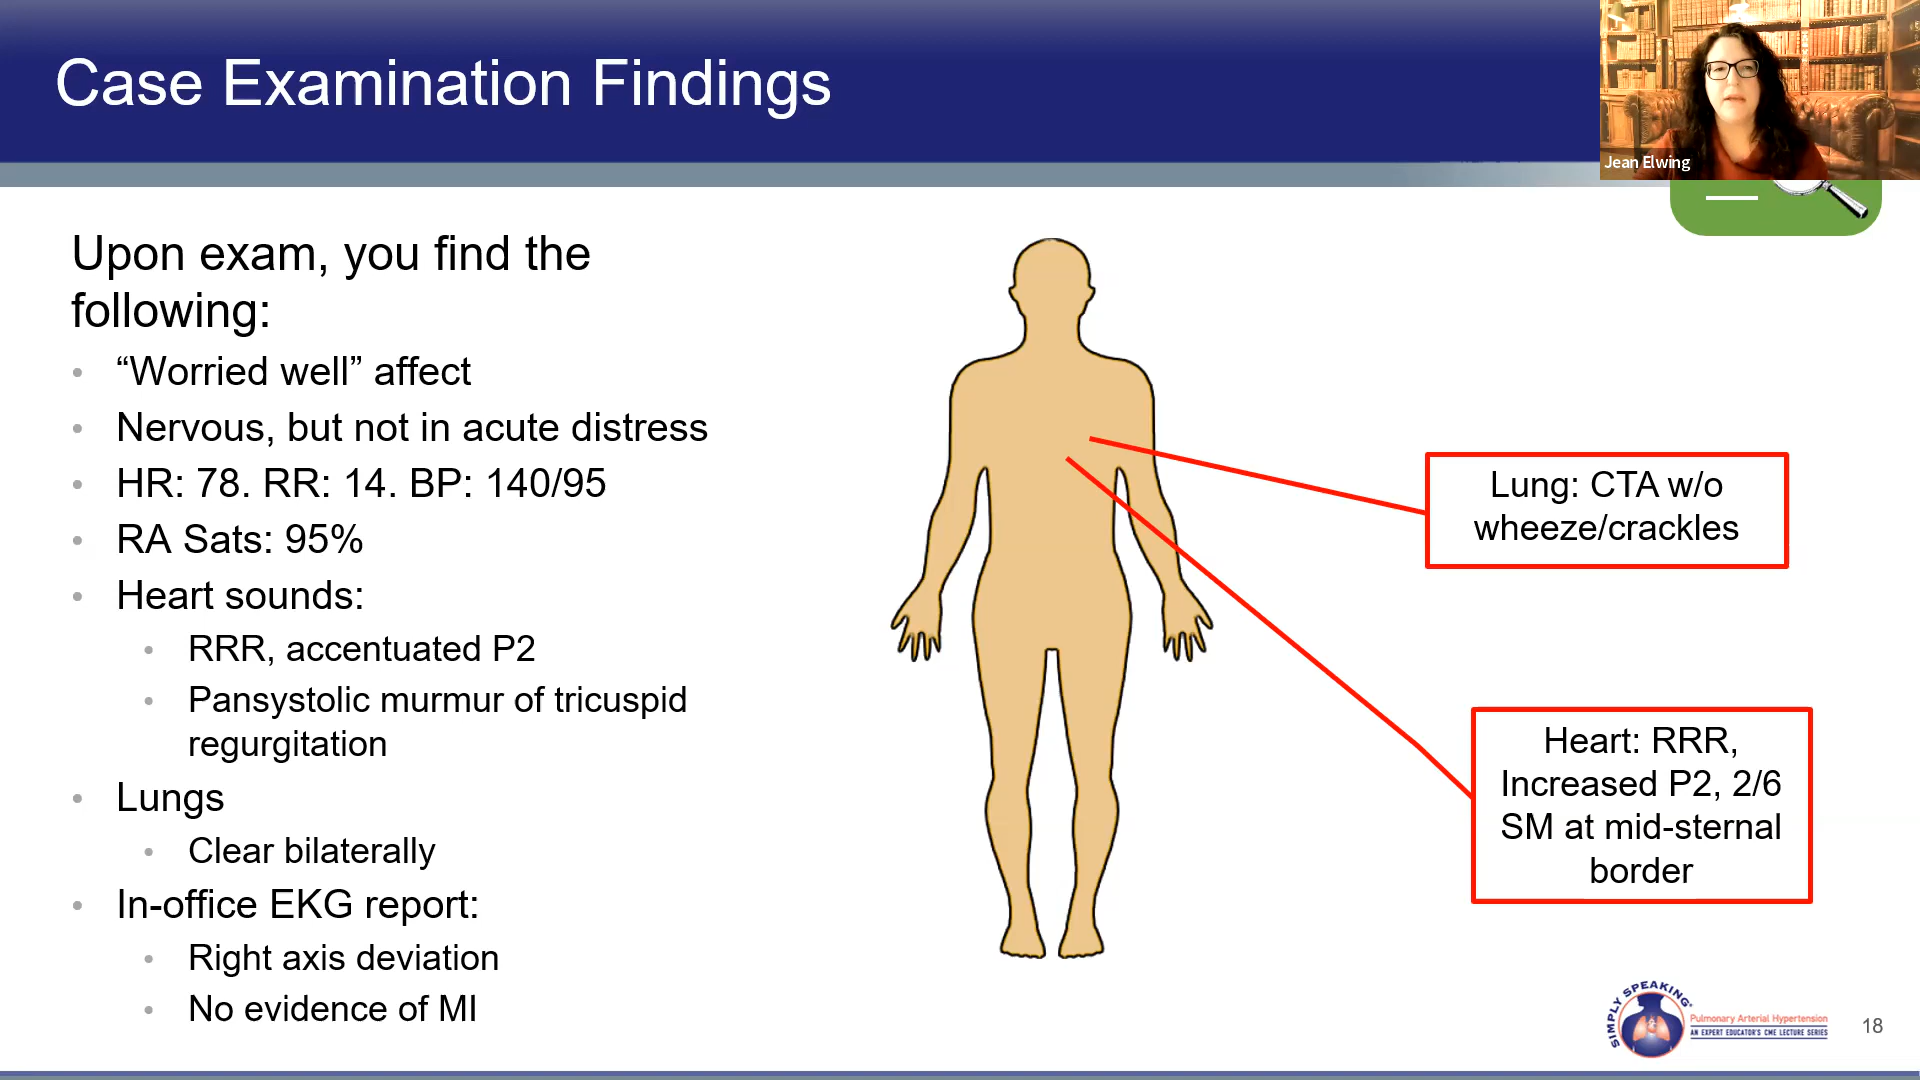 Case Examination Findings
Jean Elwing
Upon exam, you find the
following:
• “Worried well” affect
• Nervous, but not in acute distress
• HR: 78. RR: 14. BP: 140/95
• RA Sats: 95%
• Heart sounds:
• RRR, accentuated P2
• Pansystolic murmur of tricuspid
regurgitation
• Lungs
• Clear bilaterally
• In-office EKG report:
• Right axis deviation
• No evidence of MI
Lung: CTA w/o
wheeze/crackles
Heart: RRR,
Increased P2, 2/6
SM at mid-sternal
border
SIMPLY SPEAKING
Pulmonary Arterial Hypertension
AN EXPERT EDUCATOR'S CME LECTURE SERIES
18